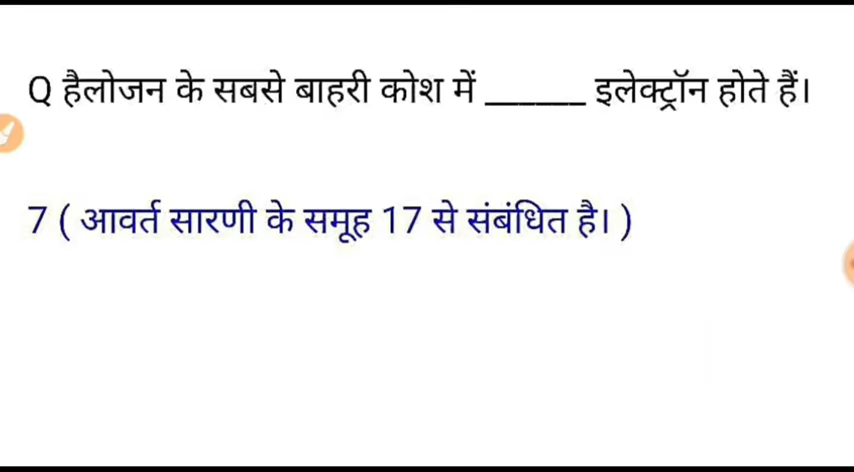 Q हैलोजन के सबसे बाहरी कोश में ______ इलेक्ट्रॉन होते हैं।
7 ( आवर्त सारणी के समूह 17 से संबंधित है। )